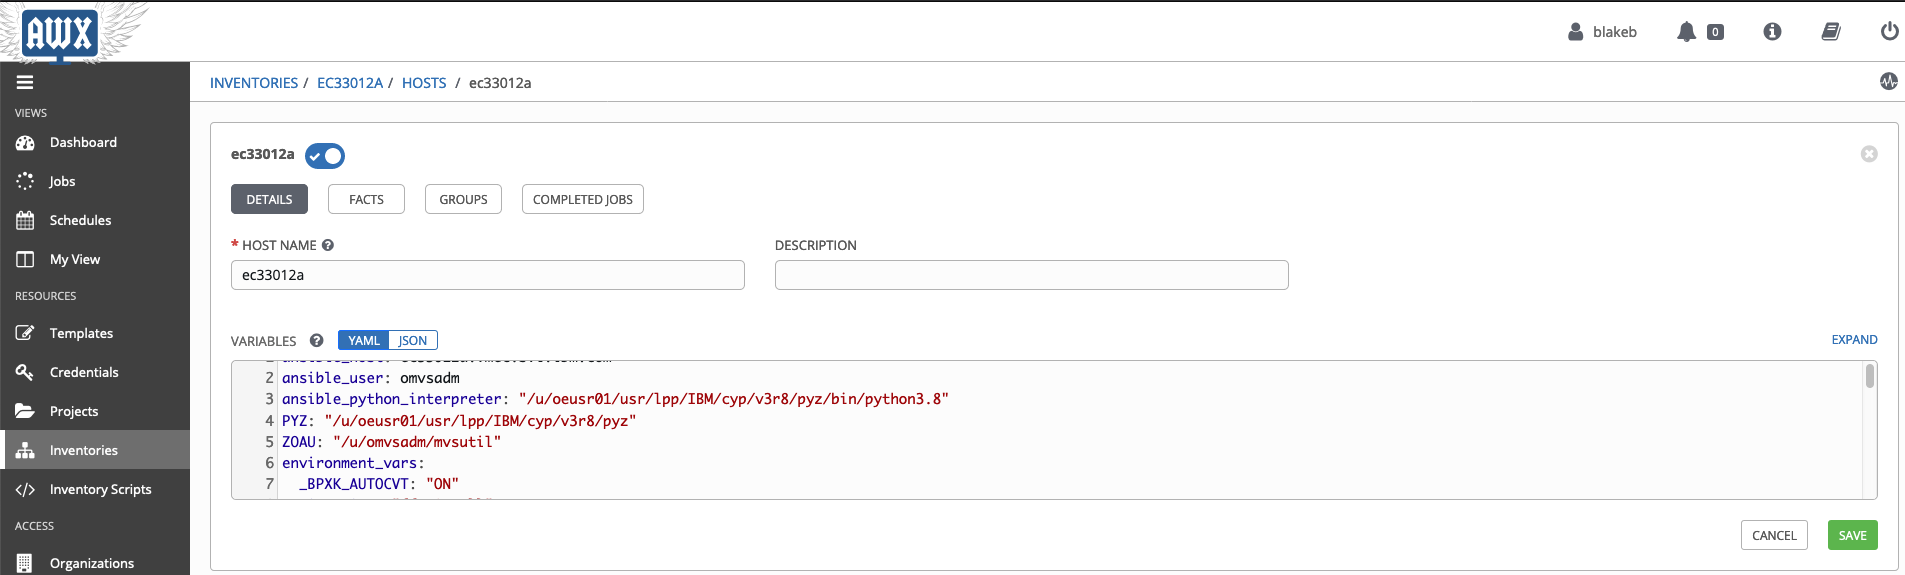 AWX
blakeb
0
INVENTORIES / EC33012A / HOSTS / ec33012a
VIEWS
Dashboard
Jobs
Schedules
My View
RESOURCES
Templates
Credentials
Projects
Inventories
Inventory Scripts
ACCESS
Organizations
ec33012a
DETAILS FACTS GROUPS COMPLETED JOBS
* HOST NAME
ec33012a
DESCRIPTION
VARIABLES YAML JSON
EXPAND
2 ansible_user: omvsadm
3 ansible_python_interpreter: "/u/oeusr01/usr/lpp/IBM/cyp/v3r8/pyz/bin/python3.8"
4 PYZ: "/u/oeusr01/usr/lpp/IBM/cyp/v3r8/pyz"
5 ZOAU: "/u/omvsadm/mvsutil"
6 environment_vars:
7 _BPXK_AUTOCVT: "ON"
CANCEL SAVE